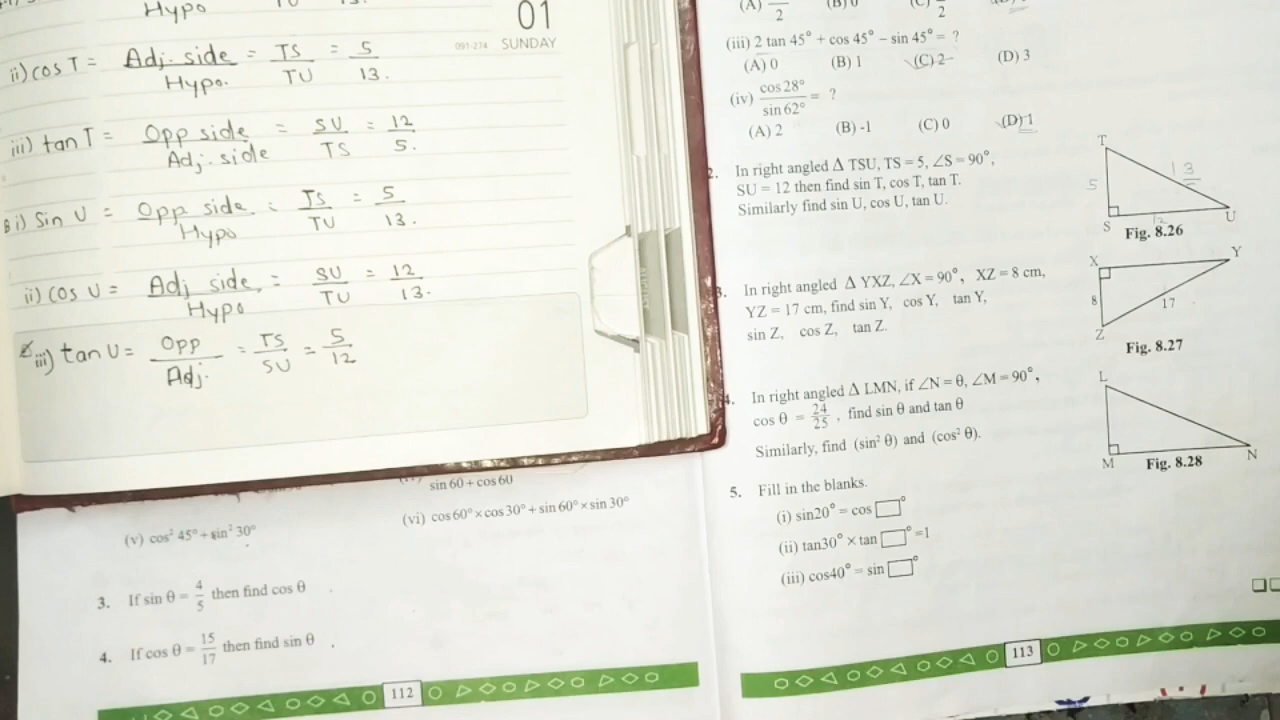 Hypo TU 13
01
091-274 SUNDAY
ii) cos T = Adj. side / Hypo. = TS / TU = 5 / 13.
iii) tan T = Opp side / Adj. side = SU / TS = 12 / 5.
B i) Sin U = Opp side / Hypo = TS / TU = 5 / 13.
ii) cos U = Adj side / Hypo = SU / TU = 12 / 13.
iii) tan U = Opp / Adj. = TS / SU = 5 / 12
sin 60 + cos 60
(v) cos² 45° + sin² 30°
(vi) cos 60° × cos 30° + sin 60° × sin 30°
3. If sin θ = 4/5 then find cos θ
4. If cos θ = 15/17 then find sin θ
112
(A) 2 (B) 0 (C) 2
(iii) 2 tan 45° + cos 45° – sin 45° = ?
(A) 0 (B) 1 (C) 2 (D) 3
(iv) cos 28° / sin 62° = ?
(A) 2 (B) -1 (C) 0 (D) 1
2. In right angled Δ TSU, TS = 5, ∠S = 90°,
SU = 12 then find sin T, cos T, tan T.
Similarly find sin U, cos U, tan U.
T
5
13
S
12
U
Fig. 8.26
3. In right angled Δ YXZ, ∠X = 90°, XZ = 8 cm,
YZ = 17 cm, find sin Y, cos Y, tan Y,
sin Z, cos Z, tan Z.
X
Y
8
17
Z
Fig. 8.27
4. In right angled Δ LMN, if ∠N = θ, ∠M = 90°,
cos θ = 24/25, find sin θ and tan θ
Similarly, find (sin² θ) and (cos² θ).
L
M
N
Fig. 8.28
5. Fill in the blanks.
(i) sin20° = cos □°
(ii) tan30° × tan □° =1
(iii) cos40° = sin □°
113